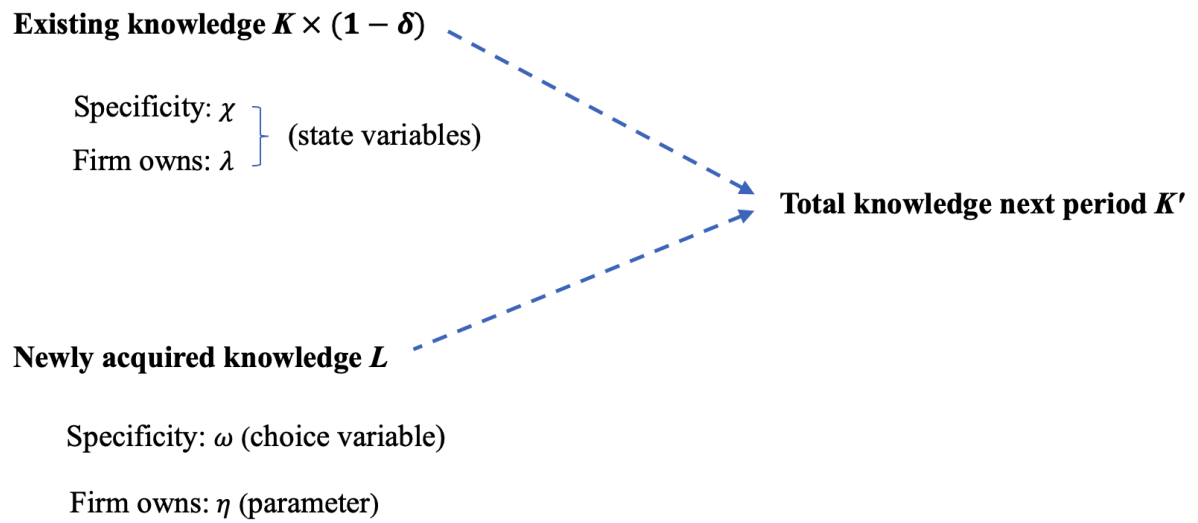 Existing knowledge K × (1 − δ)
Specificity: χ
(state variables)
Firm owns: λ
Total knowledge next period K′
Newly acquired knowledge L
Specificity: ω (choice variable)
Firm owns: η (parameter)